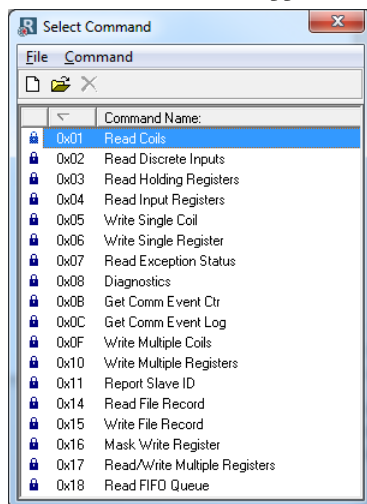 Select Command
File Command
Command Name:
0x01 Read Coils
0x02 Read Discrete Inputs
0x03 Read Holding Registers
0x04 Read Input Registers
0x05 Write Single Coil
0x06 Write Single Register
0x07 Read Exception Status
0x08 Diagnostics
0x0B Get Comm Event Ctr
0x0C Get Comm Event Log
0x0F Write Multiple Coils
0x10 Write Multiple Registers
0x11 Report Slave ID
0x14 Read File Record
0x15 Write File Record
0x16 Mask Write Register
0x17 Read/Write Multiple Registers
0x18 Read FIFO Queue